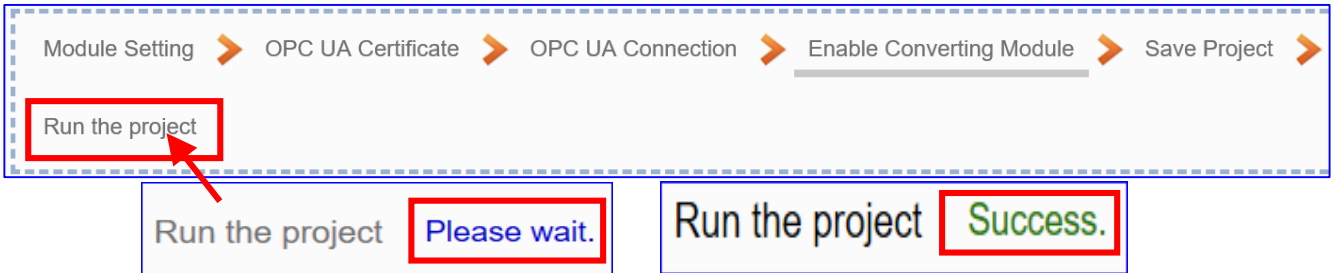 Module Setting OPC UA Certificate OPC UA Connection Enable Converting Module Save Project
Run the project
Run the project Please wait.
Run the project Success.